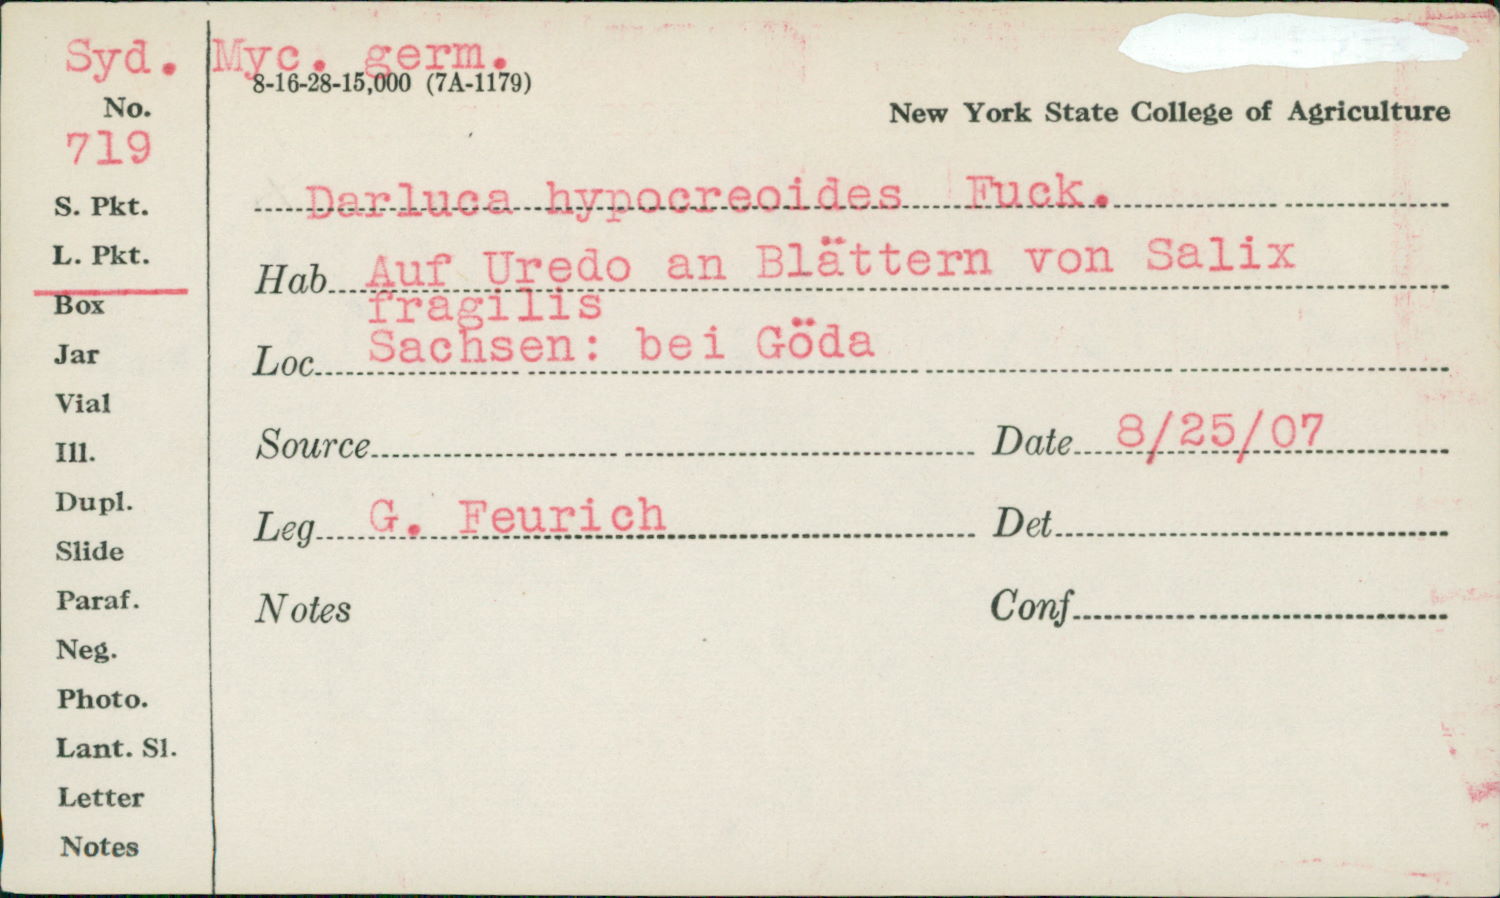 Syd. Myc. germ.
8-16-28-15,000 (7A-1179)
No.
719
New York State College of Agriculture
S. Pkt.
Darluca hypocreoides Fuck.
L. Pkt.
Hab Auf Uredo an Blättern von Salix
fragilis
Box
Loc Sachsen: bei Göda
Jar
Vial
Source Date 8/25/07
Ill.
Dupl.
Leg G. Feurich Det
Slide
Paraf.
Notes Conf
Neg.
Photo.
Lant. Sl.
Letter
Notes